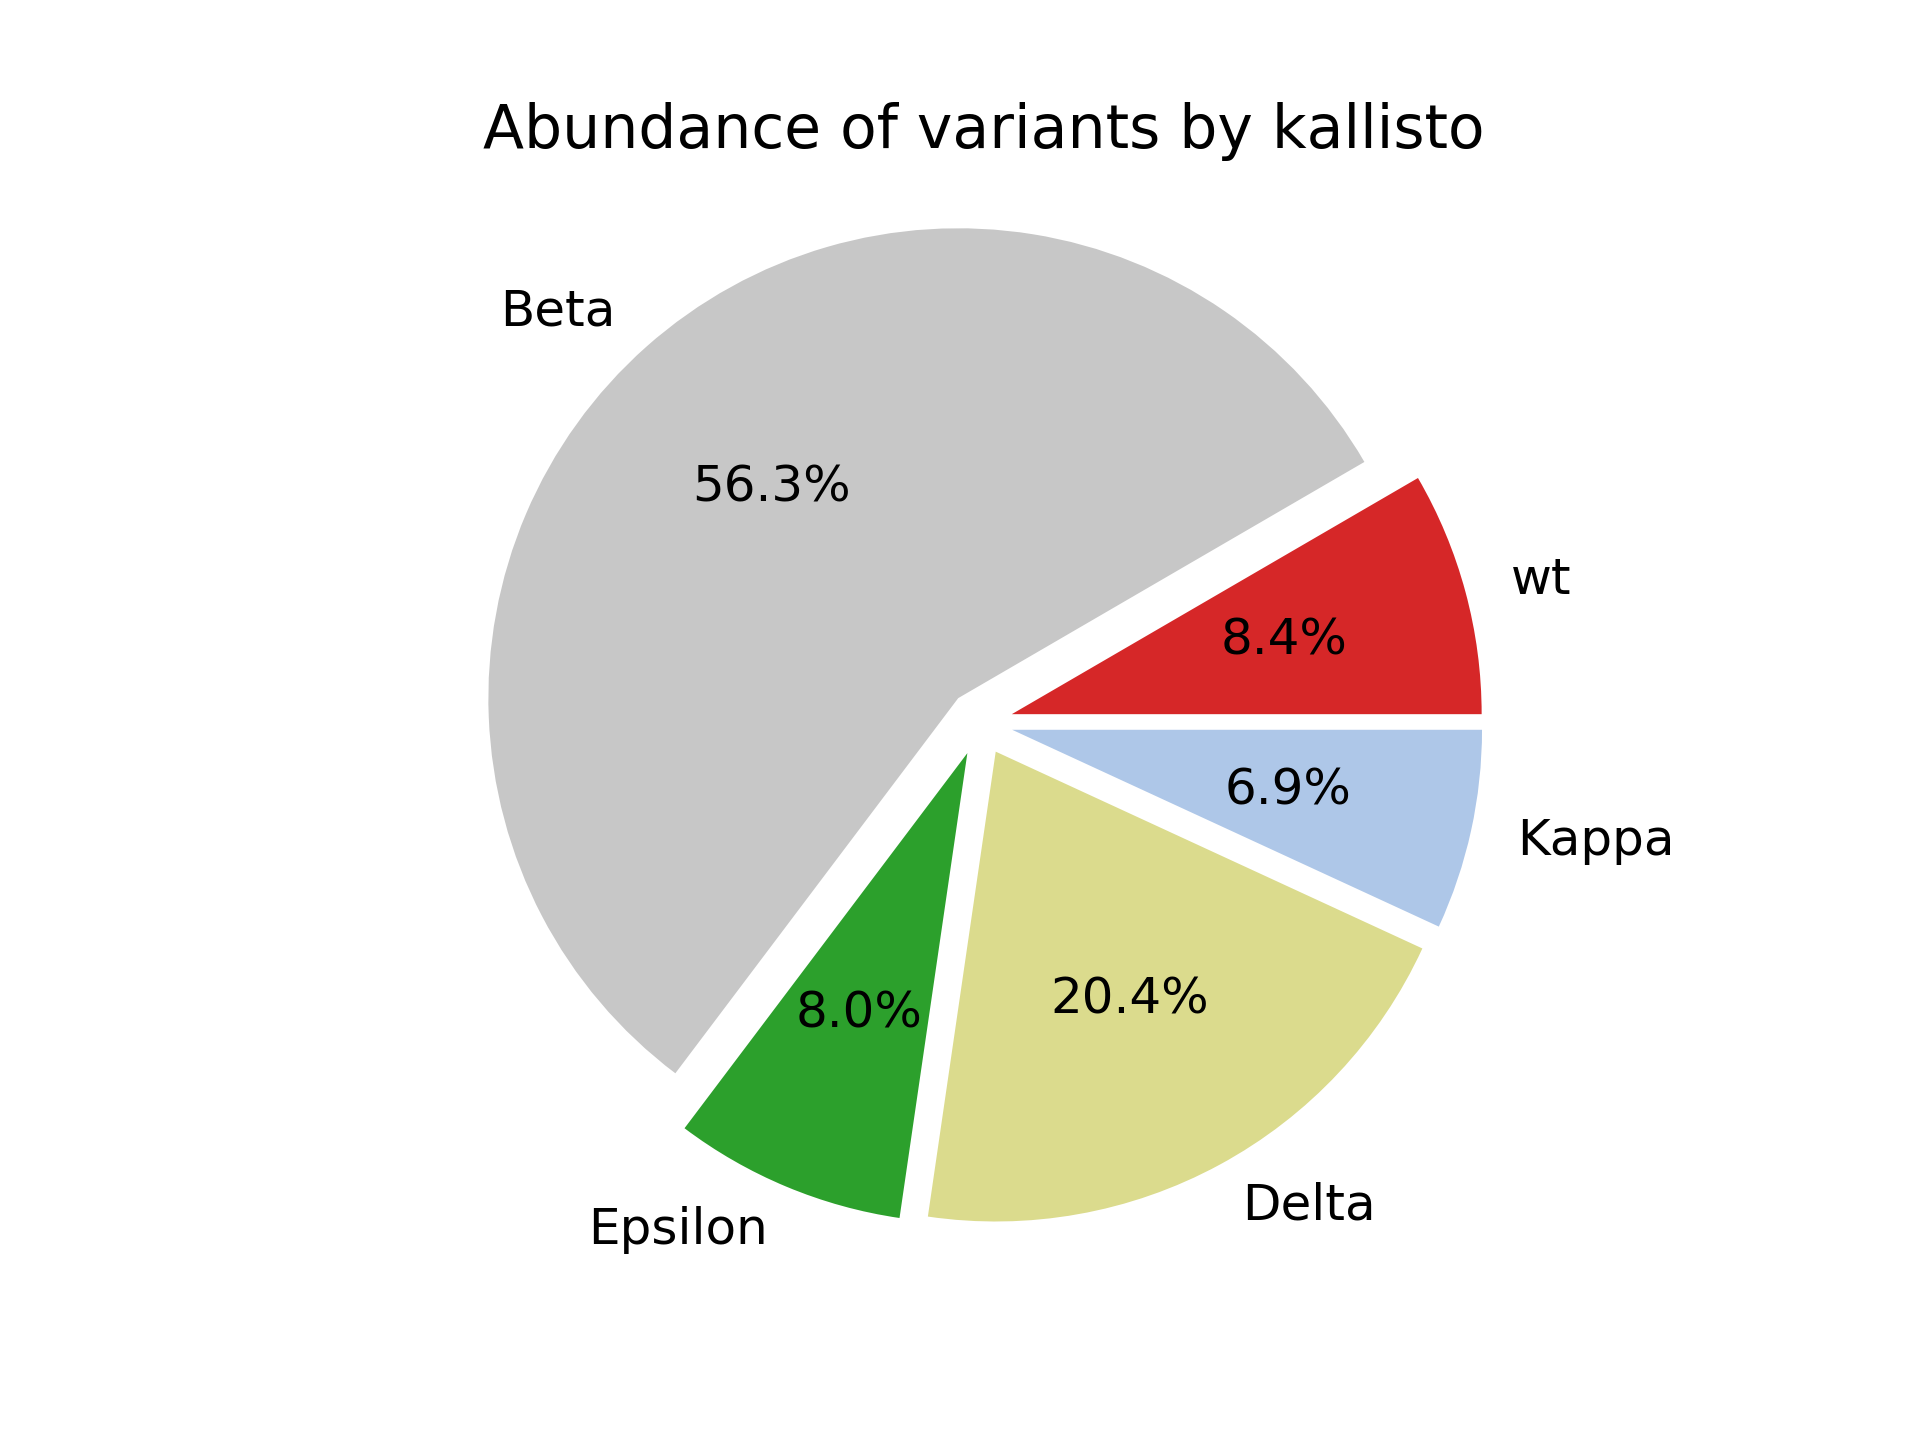 Abundance of variants by kallisto
Beta
56.3%
wt
8.4%
6.9%
Kappa
20.4%
8.0%
Delta
Epsilon